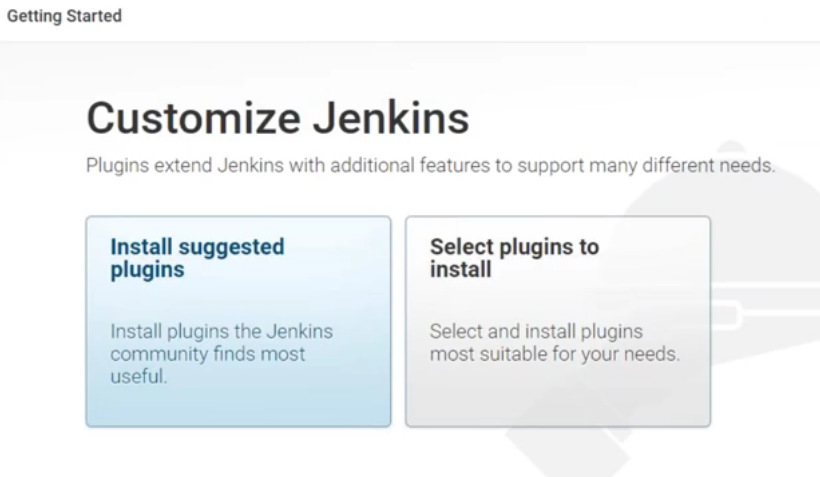 Getting Started
Customize Jenkins
Plugins extend Jenkins with additional features to support many different needs.
Install suggested
plugins
Install plugins the Jenkins
community finds most
useful.
Select plugins to
install
Select and install plugins
most suitable for your needs.